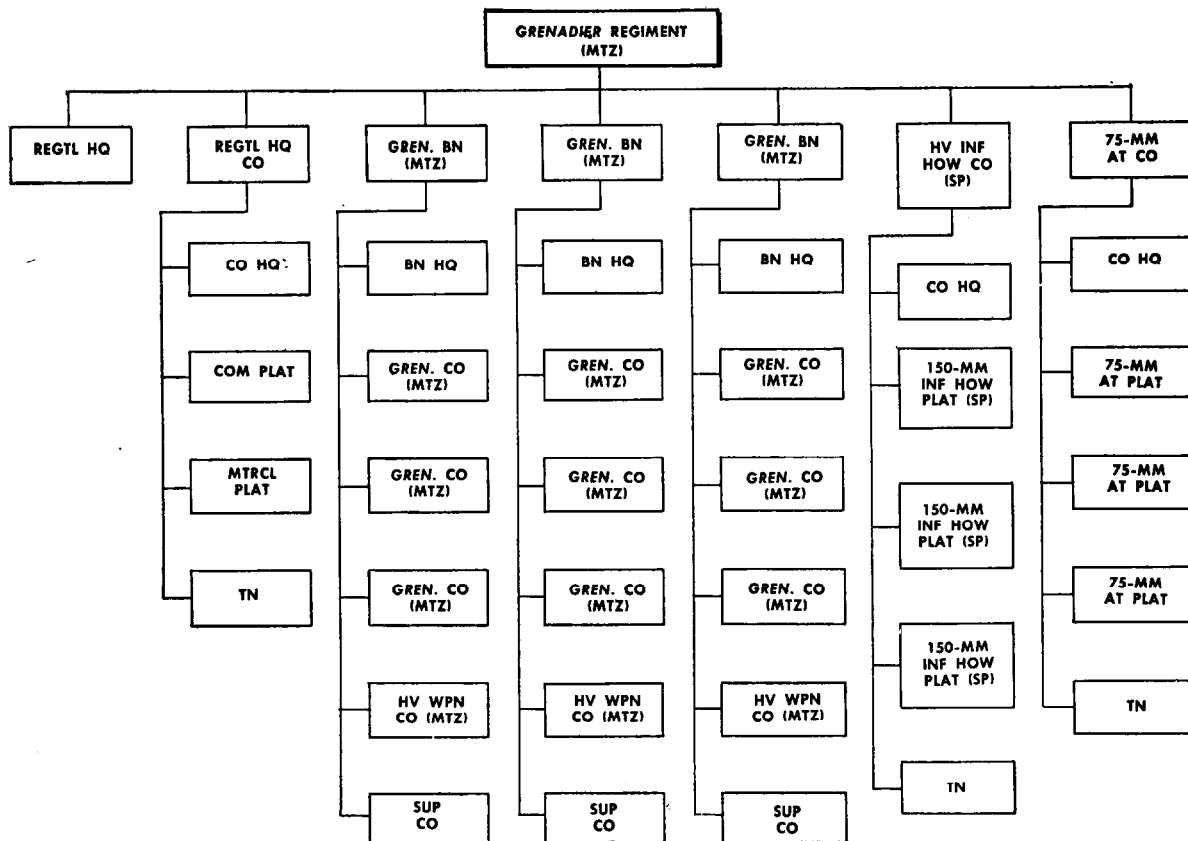 GRENADIER REGIMENT
(MTZ)
REGTL HQ
REGTL HQ
CO
GREN. BN
(MTZ)
GREN. BN
(MTZ)
GREN. BN
(MTZ)
HV INF
HOW CO
(SP)
75-MM
AT CO
CO HQ
COM PLAT
MTRCL
PLAT
TN
BN HQ
GREN. CO
(MTZ)
GREN. CO
(MTZ)
GREN. CO
(MTZ)
HV WPN
CO (MTZ)
SUP
CO
BN HQ
GREN. CO
(MTZ)
GREN. CO
(MTZ)
GREN. CO
(MTZ)
HV WPN
CO (MTZ)
SUP
CO
BN HQ
GREN. CO
(MTZ)
GREN. CO
(MTZ)
GREN. CO
(MTZ)
HV WPN
CO (MTZ)
SUP
CO
CO HQ
150-MM
INF HOW
PLAT (SP)
150-MM
INF HOW
PLAT (SP)
150-MM
INF HOW
PLAT (SP)
TN
CO HQ
75-MM
AT PLAT
75-MM
AT PLAT
75-MM
AT PLAT
TN